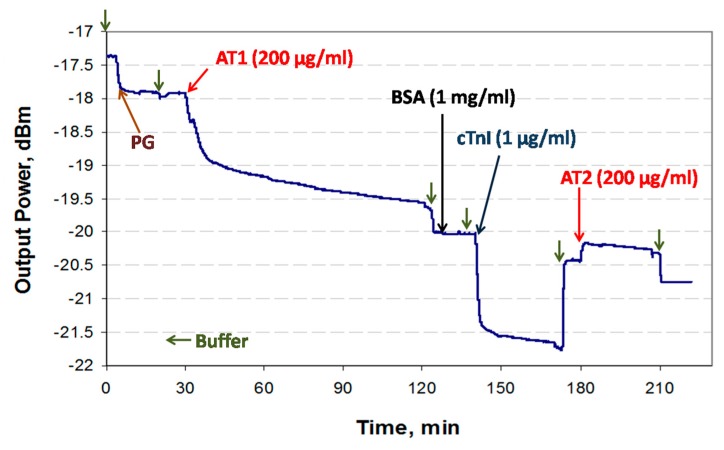 -17
-17.5
-18
-18.5
-19
-19.5
-20
-20.5
-21
-21.5
-22
Output Power, dBm
PG
AT1 (200 µg/ml)
BSA (1 mg/ml)
cTnI (1 µg/ml)
AT2 (200 µg/ml)
Buffer
0 30 60 90 120 150 180 210
Time, min